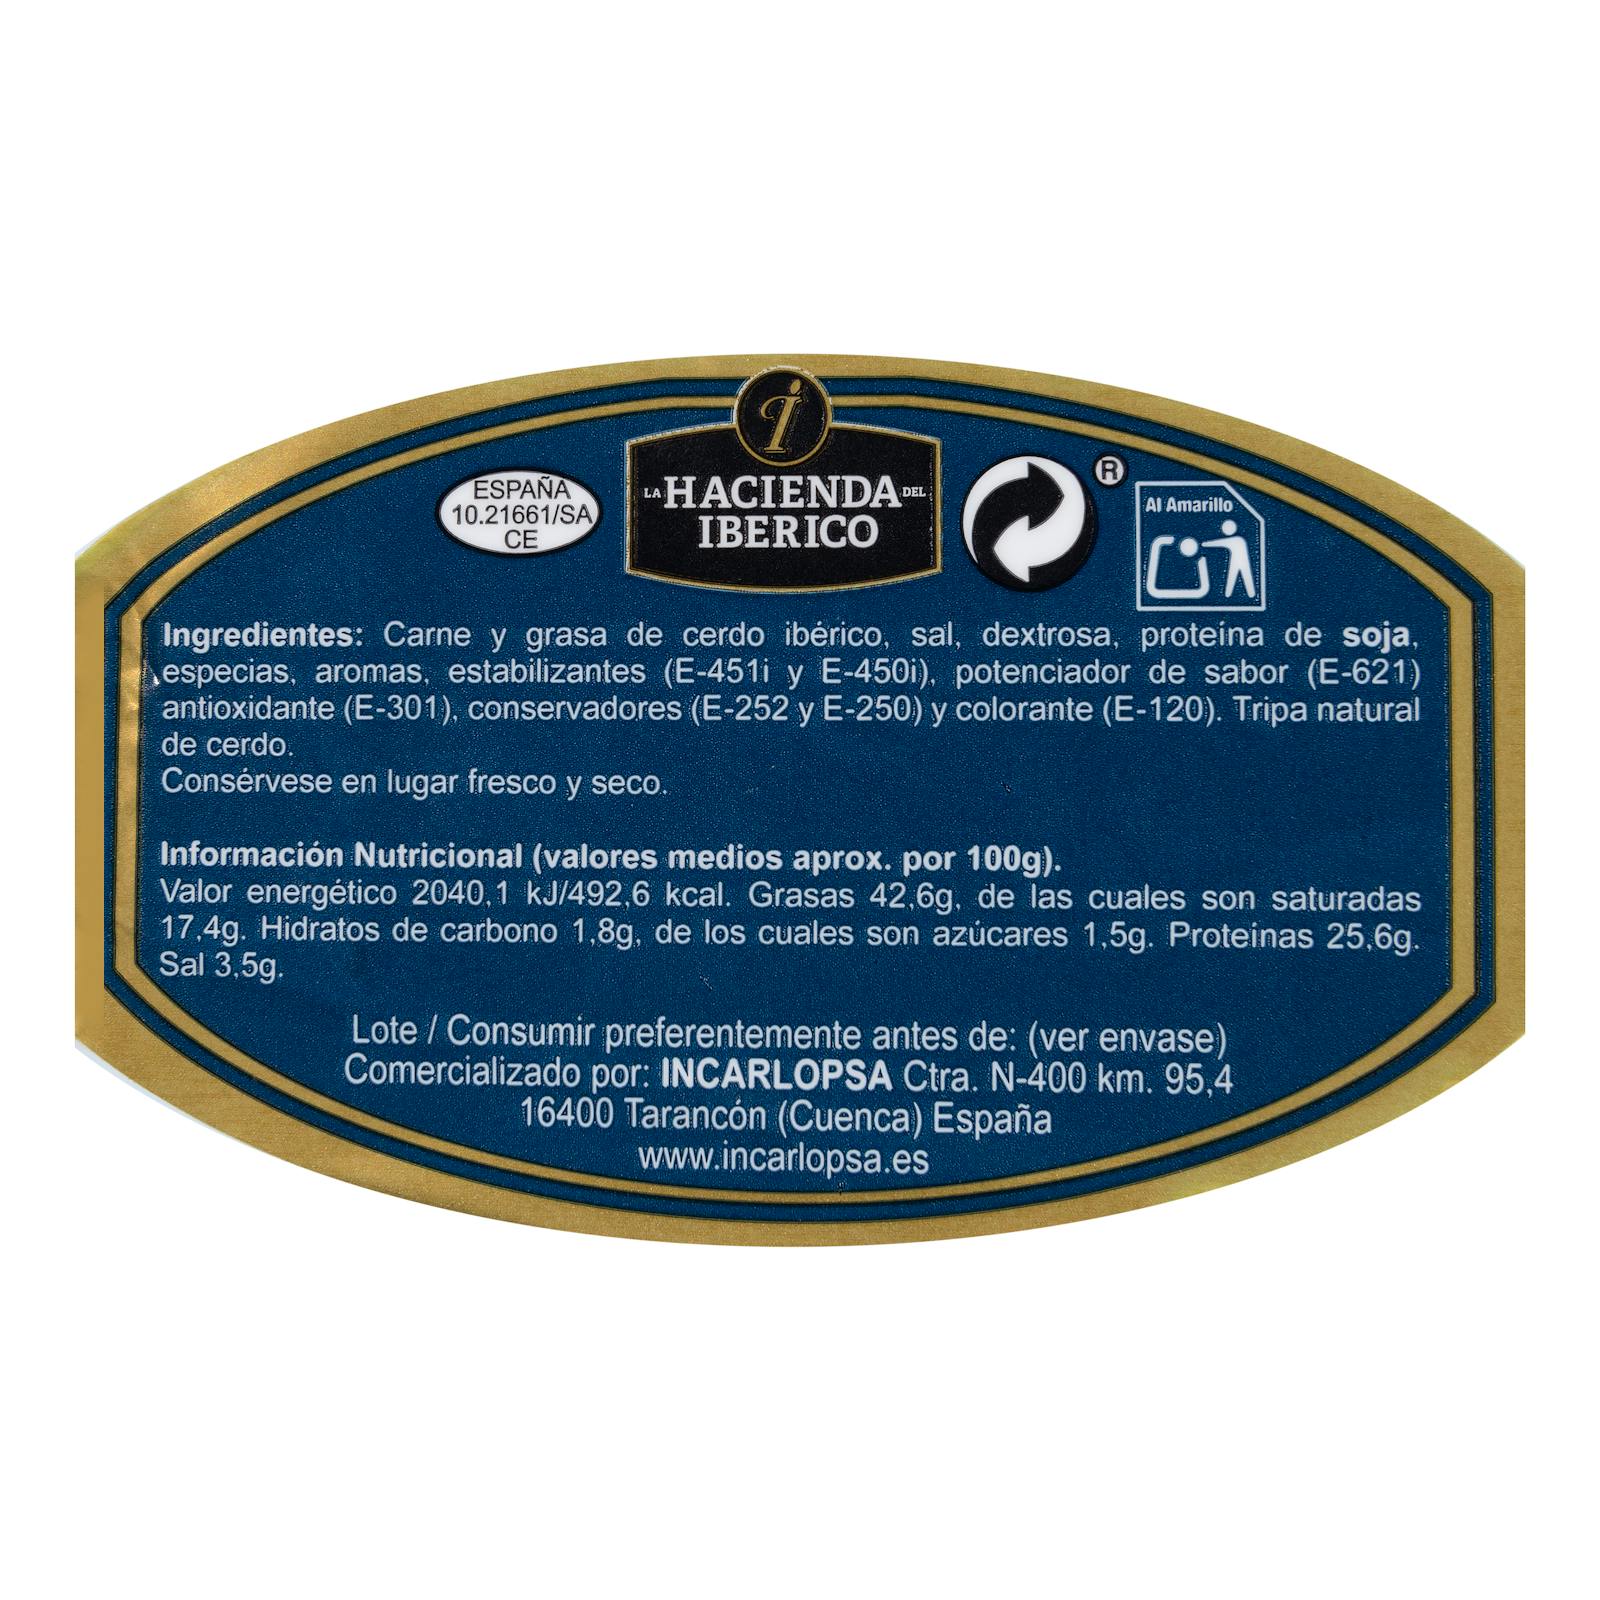 i
LA HACIENDA DEL
IBERICO
ESPAÑA
10.21661/SA
CE
®
Al Amarillo
Ingredientes: Carne y grasa de cerdo ibérico, sal, dextrosa, proteína de soja,
especias, aromas, estabilizantes (E-451i y E-450i), potenciador de sabor (E-621)
antioxidante (E-301), conservadores (E-252 y E-250) y colorante (E-120). Tripa natural
de cerdo.
Consérvese en lugar fresco y seco.
Información Nutricional (valores medios aprox. por 100g).
Valor energético 2040,1 kJ/492,6 kcal. Grasas 42,6g, de las cuales son saturadas
17,4g. Hidratos de carbono 1,8g, de los cuales son azúcares 1,5g. Proteínas 25,6g.
Sal 3,5g.
Lote / Consumir preferentemente antes de: (ver envase)
Comercializado por: INCARLOPSA Ctra. N-400 km. 95,4
16400 Tarancón (Cuenca) España
www.incarlopsa.es